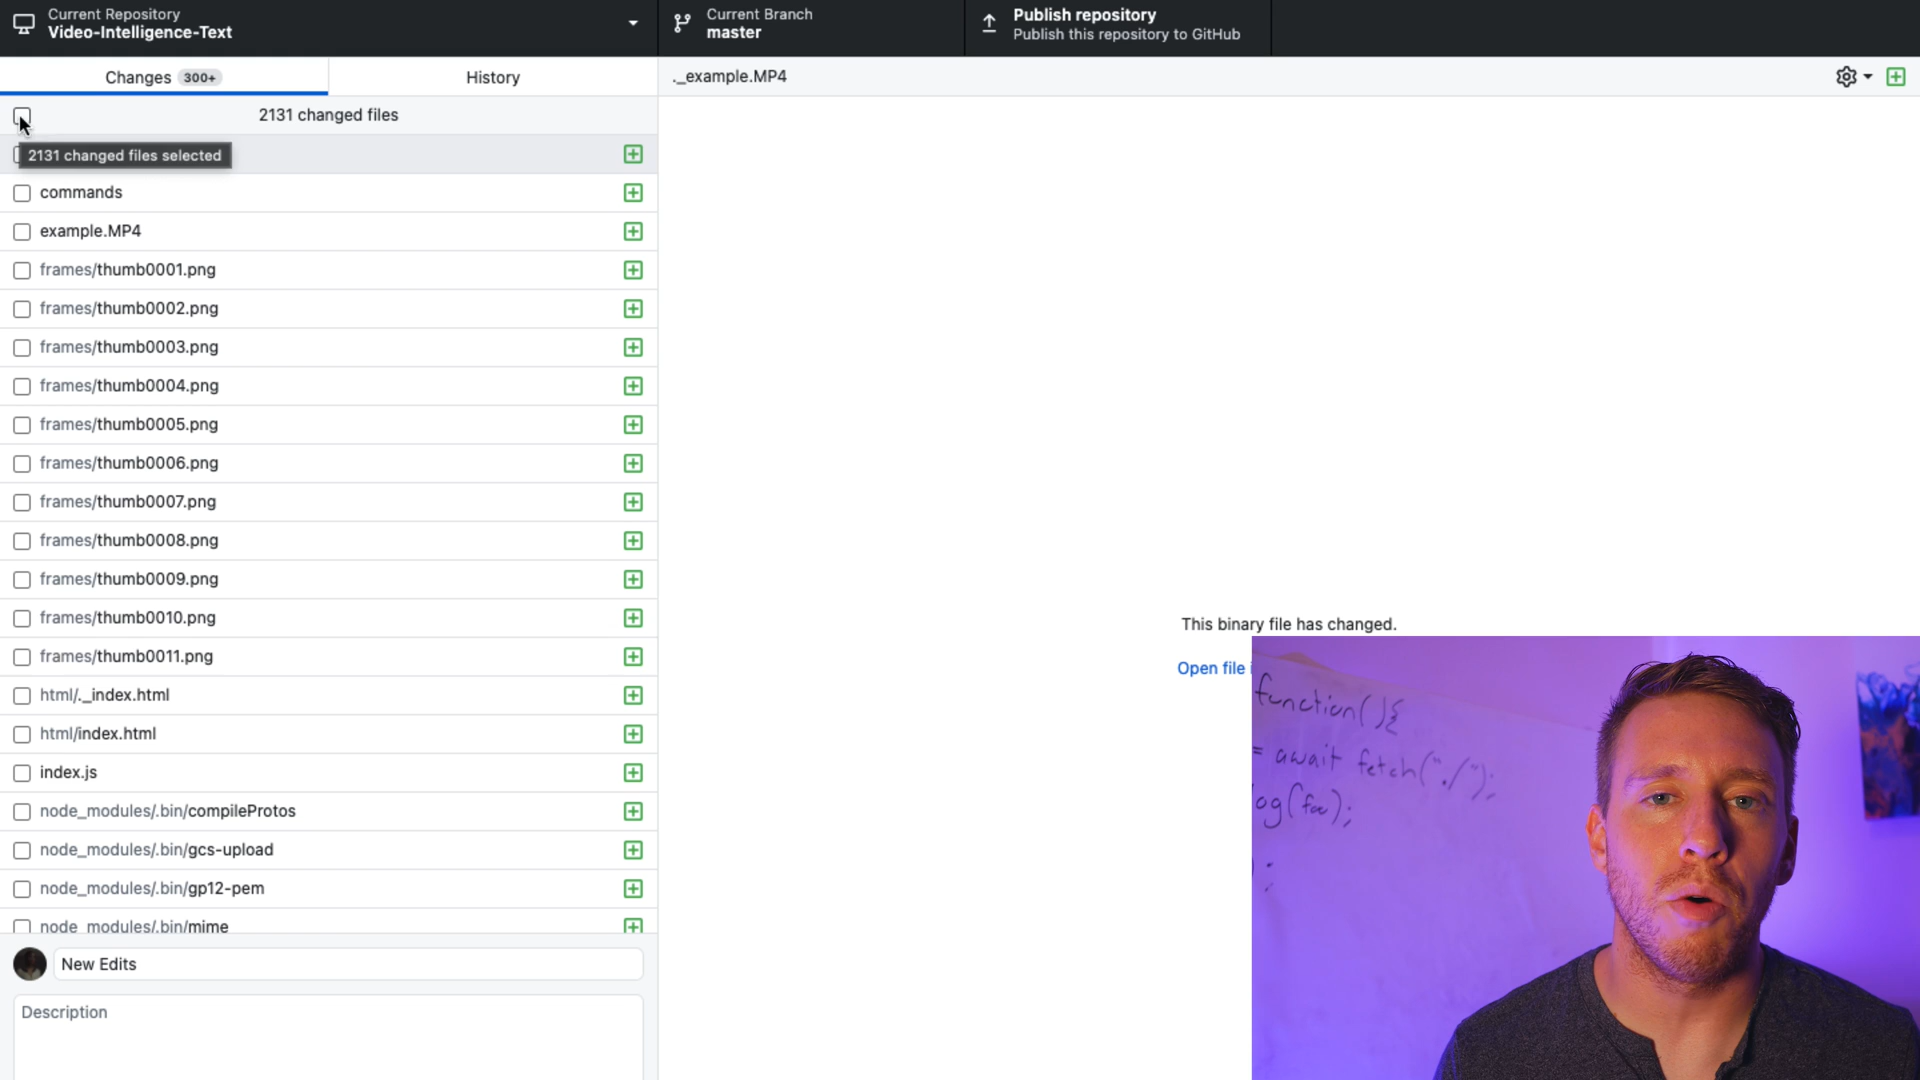 Current Repository
Video-Intelligence-Text
Current Branch
master
Publish repository
Publish this repository to GitHub
Changes 300+
History
._example.MP4
2131 changed files
2131 changed files selected
commands
example.MP4
frames/thumb0001.png
frames/thumb0002.png
frames/thumb0003.png
frames/thumb0004.png
frames/thumb0005.png
frames/thumb0006.png
frames/thumb0007.png
frames/thumb0008.png
frames/thumb0009.png
frames/thumb0010.png
frames/thumb0011.png
html/._index.html
html/index.html
index.js
node_modules/.bin/compileProtos
node_modules/.bin/gcs-upload
node_modules/.bin/gp12-pem
node_modules/.bin/mime
New Edits
Description
This binary file has changed.
Open file
function(){
= await fetch("./");
og(foo);